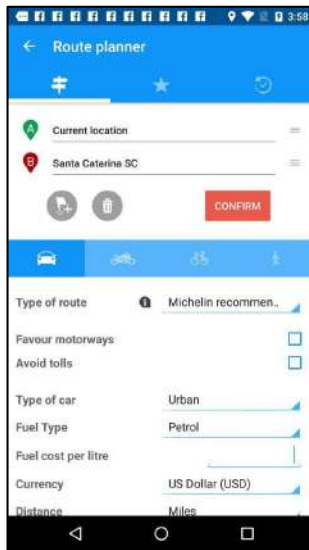 3:58
Route planner
A Current location
B Santa Caterina SC
CONFIRM
Type of route Michelin recommen..
Favour motorways
Avoid tolls
Type of car Urban
Fuel Type Petrol
Fuel cost per litre
Currency US Dollar (USD)
Distance Miles